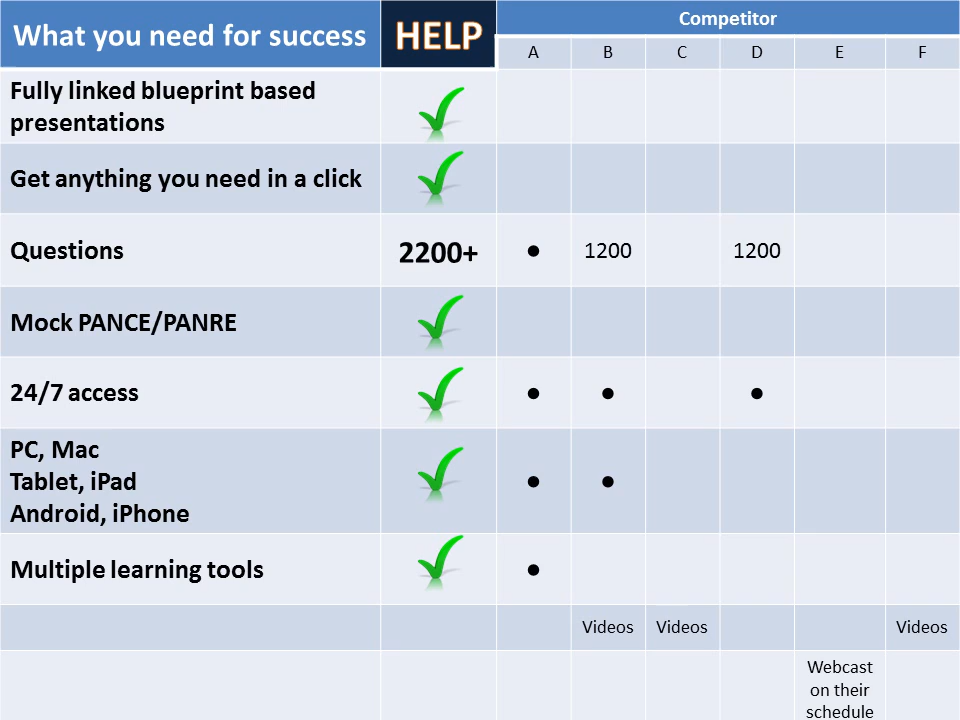 What you need for success HELP Competitor
A B C D E F
Fully linked blueprint based
presentations
Get anything you need in a click
Questions 2200+ • 1200 1200
Mock PANCE/PANRE
24/7 access • • •
PC, Mac
Tablet, iPad • •
Android, iPhone
Multiple learning tools •
Videos Videos Videos
Webcast
on their
schedule